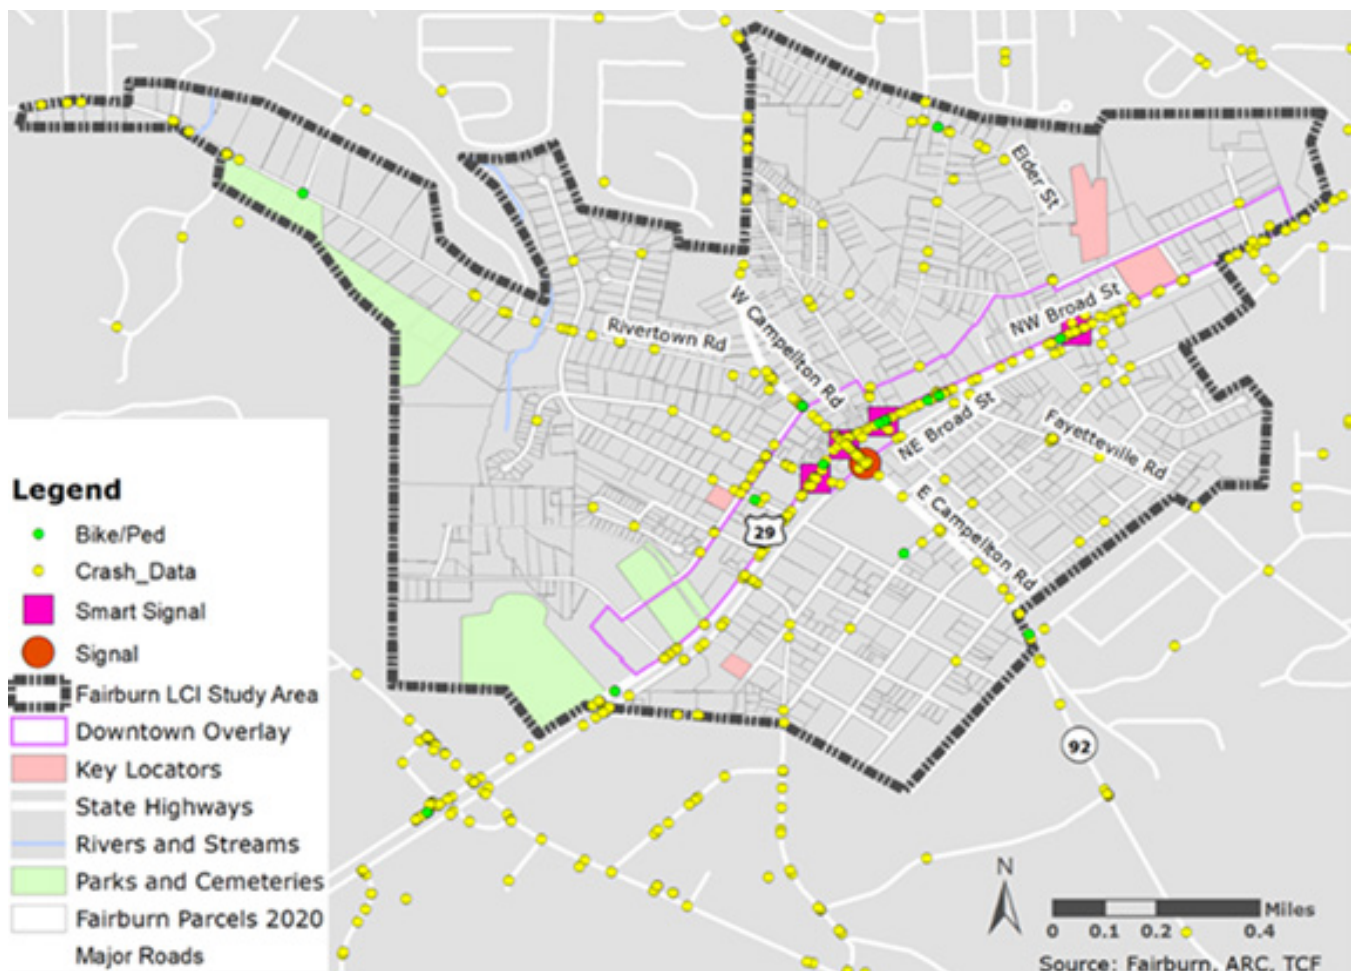 Elder St
W Campellton Rd
NW Broad St
Rivertown Rd
NE Broad St
Fayetteville Rd
29
E Campellton Rd
Legend
Bike/Ped
Crash_Data
Smart Signal
Signal
Fairburn LCI Study Area
Downtown Overlay
92
Key Locators
State Highways
Rivers and Streams
N
Parks and Cemeteries
Fairburn Parcels 2020
Miles
0 0.1 0.2 0.4
Major Roads
Source: Fairburn, ARC, TCF